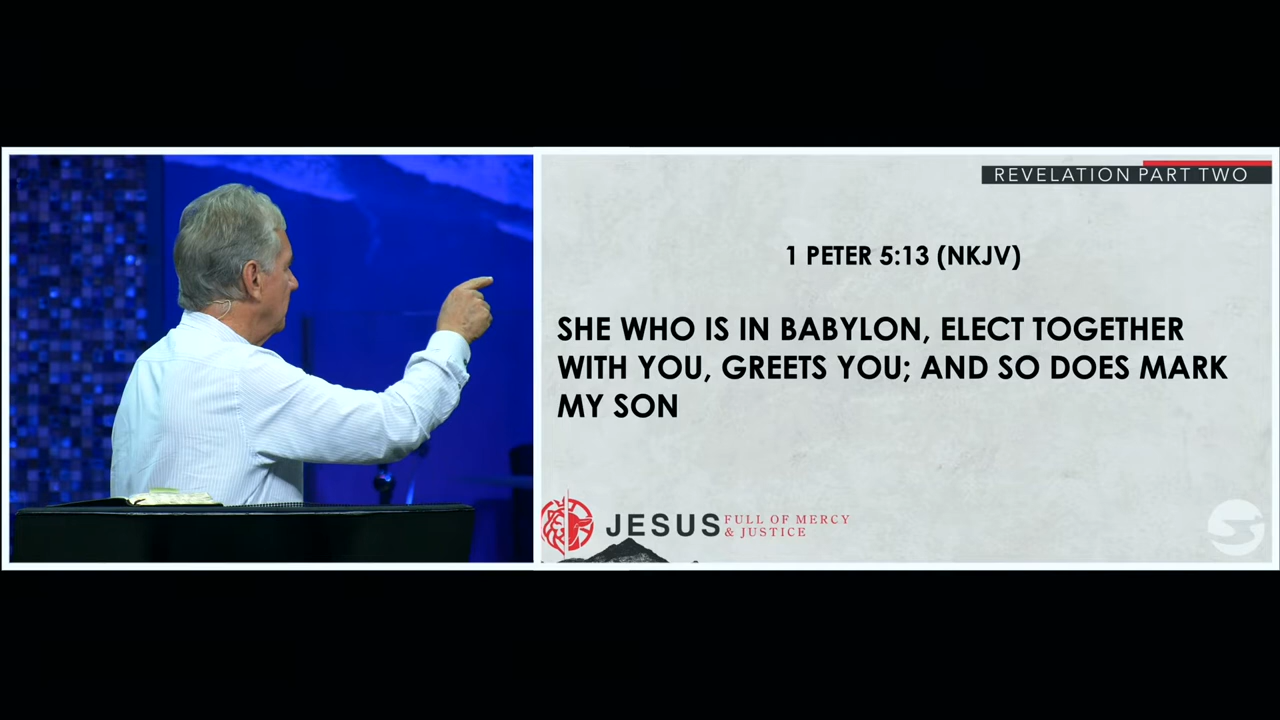 REVELATION PART TWO
1 PETER 5:13 (NKJV)
SHE WHO IS IN BABYLON, ELECT TOGETHER
WITH YOU, GREETS YOU; AND SO DOES MARK
MY SON
JESUS
FULL OF MERCY
& JUSTICE